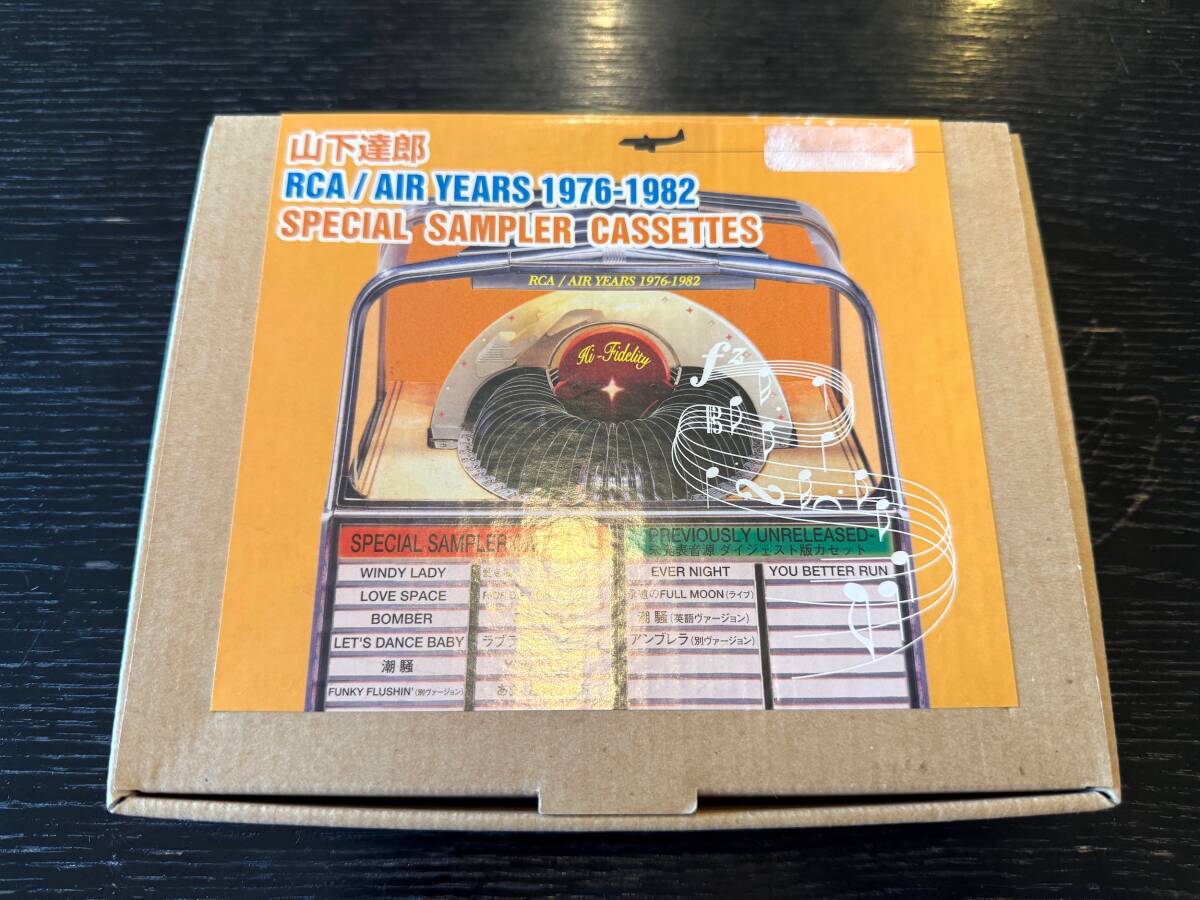 山下達郎
RCA / AIR YEARS 1976-1982
SPECIAL SAMPLER CASSETTES
RCA / AIR YEARS 1976-1982
Hi-Fidelity
SPECIAL SAMPLER
PREVIOUSLY UNRELEASED-
未発表音源 ダイジェスト版カセット
WINDY LADY
EVER NIGHT
YOU BETTER RUN
LOVE SPACE
FULL MOON (ライブ)
BOMBER
潮騒 (英語ヴァージョン)
LET'S DANCE BABY
アンブレラ (別ヴァージョン)
潮騒
FUNKY FLUSHIN' (別ヴァージョン)